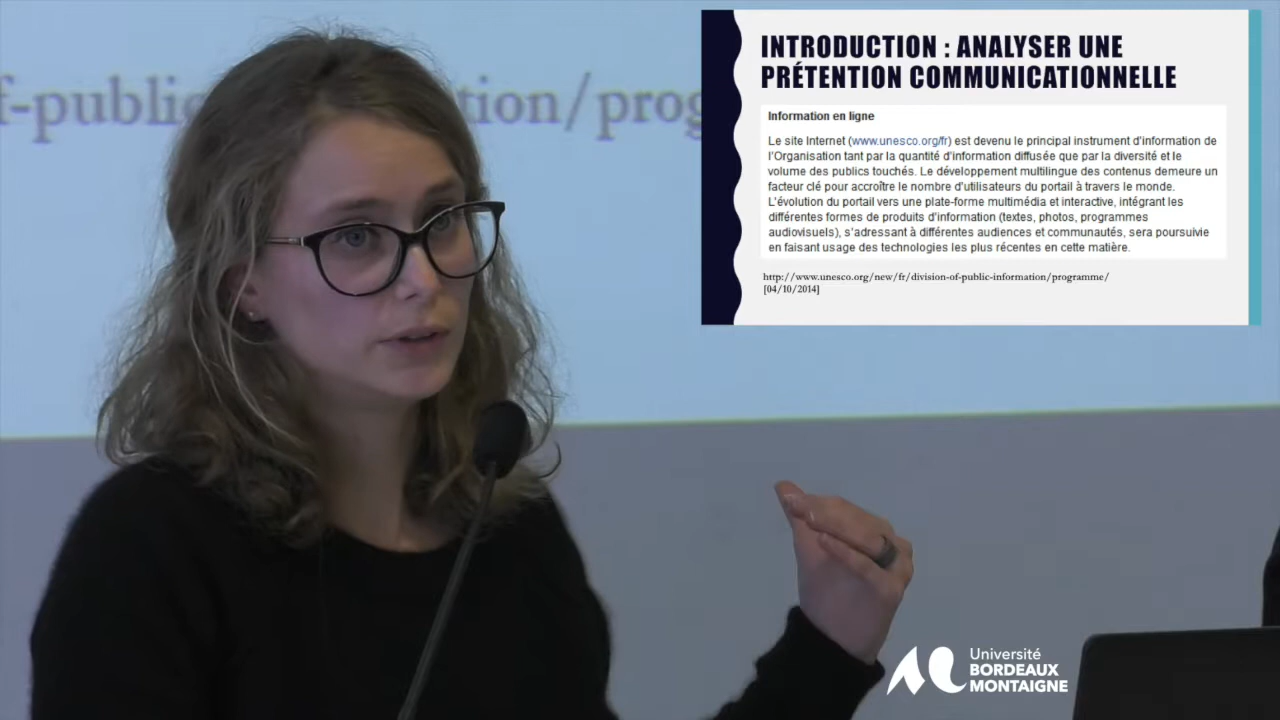 f-public
tion/prog
INTRODUCTION : ANALYSER UNE
PRÉTENTION COMMUNICATIONNELLE
Information en ligne
Le site Internet (www.unesco.org/fr) est devenu le principal instrument d'information de
l'Organisation tant par la quantité d'information diffusée que par la diversité et le
volume des publics touchés. Le développement multilingue des contenus demeure un
facteur clé pour accroître le nombre d'utilisateurs du portail à travers le monde.
L'évolution du portail vers une plate-forme multimédia et interactive, intégrant les
différentes formes de produits d'information (textes, photos, programmes
audiovisuels), s'adressant à différentes audiences et communautés, sera poursuivie
en faisant usage des technologies les plus récentes en cette matière.
http://www.unesco.org/new/fr/division-of-public-information/programme/
[04/10/2014]
Université
BORDEAUX
MONTAIGNE